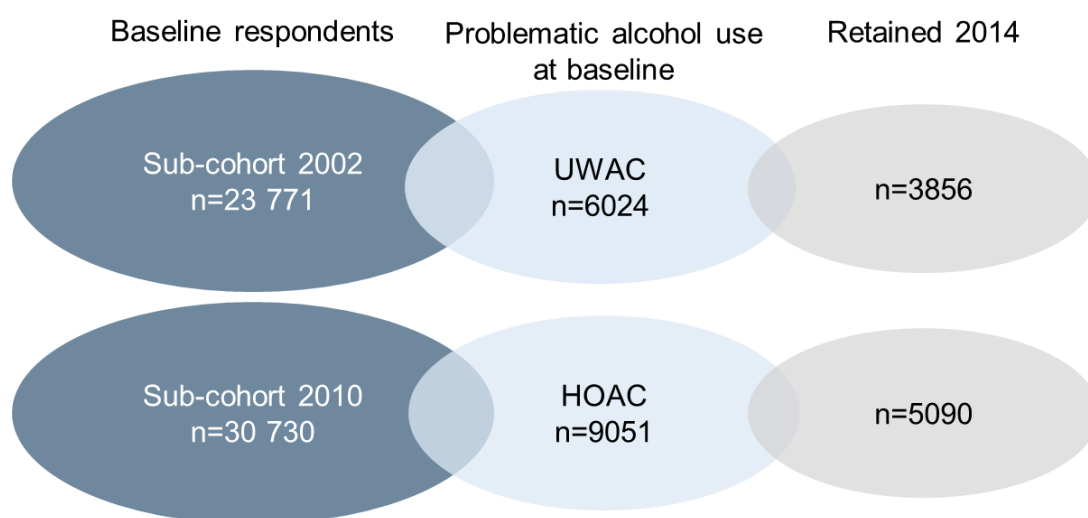 Baseline respondents
Problematic alcohol use
at baseline
Retained 2014
Sub-cohort 2002
n=23 771
UWAC
n=6024
n=3856
Sub-cohort 2010
n=30 730
HOAC
n=9051
n=5090